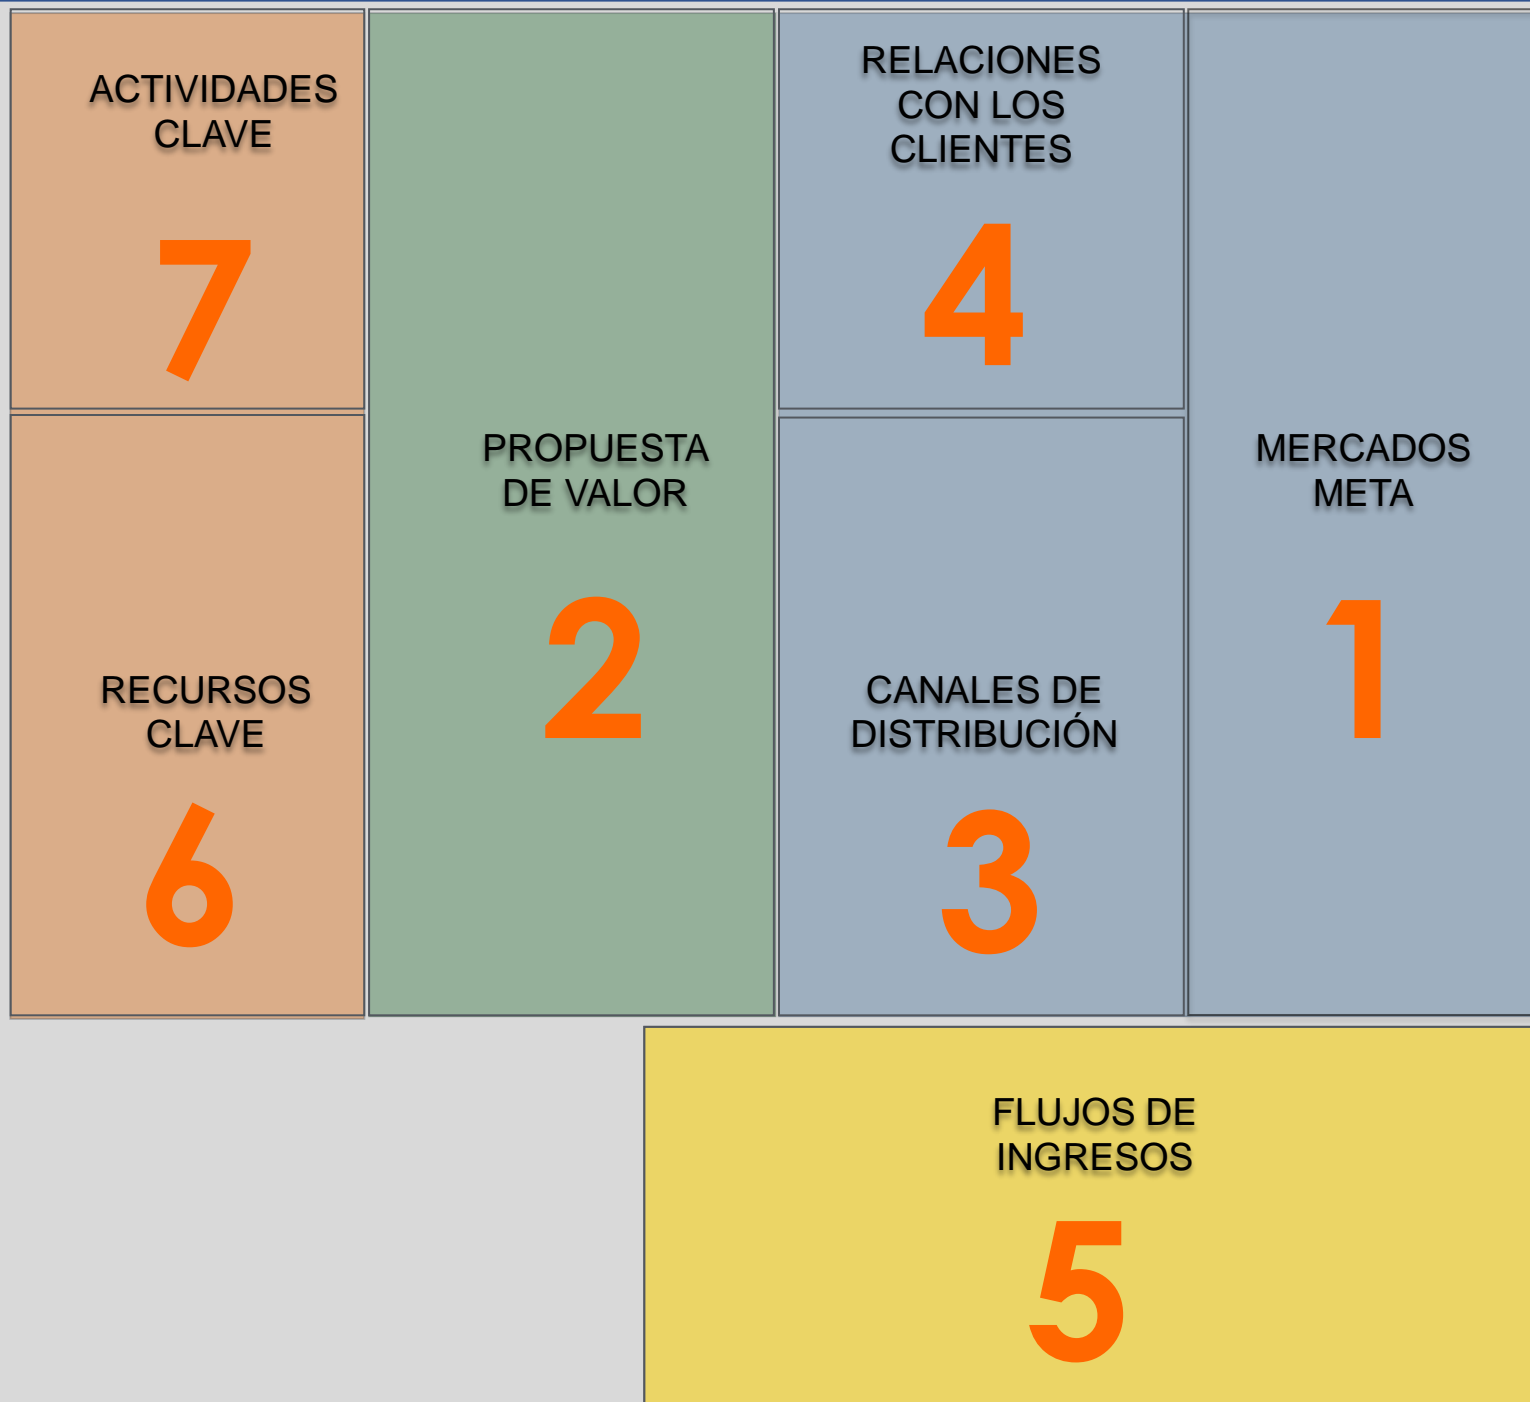 ACTIVIDADES
CLAVE
7
RECURSOS
CLAVE
6
PROPUESTA
DE VALOR
2
RELACIONES
CON LOS
CLIENTES
4
CANALES DE
DISTRIBUCIÓN
3
MERCADOS
META
1
FLUJOS DE
INGRESOS
5